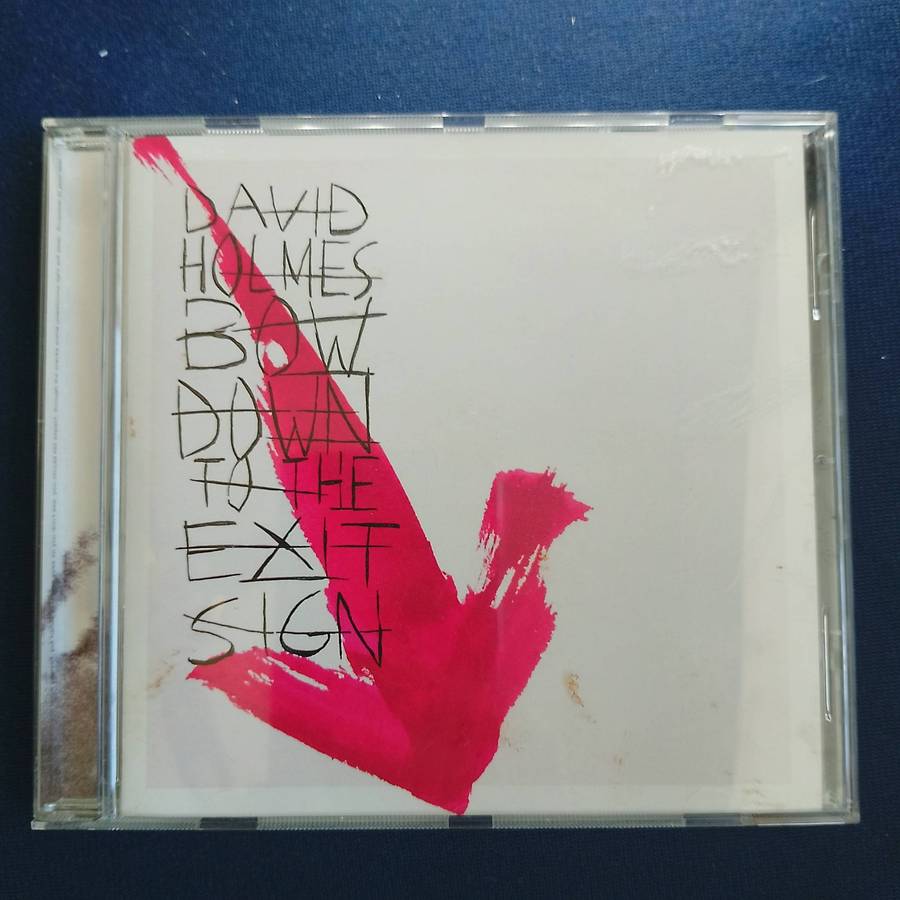 DAVID
HOLMES
BOW
DOWN
TO THE
EXIT
SIGN